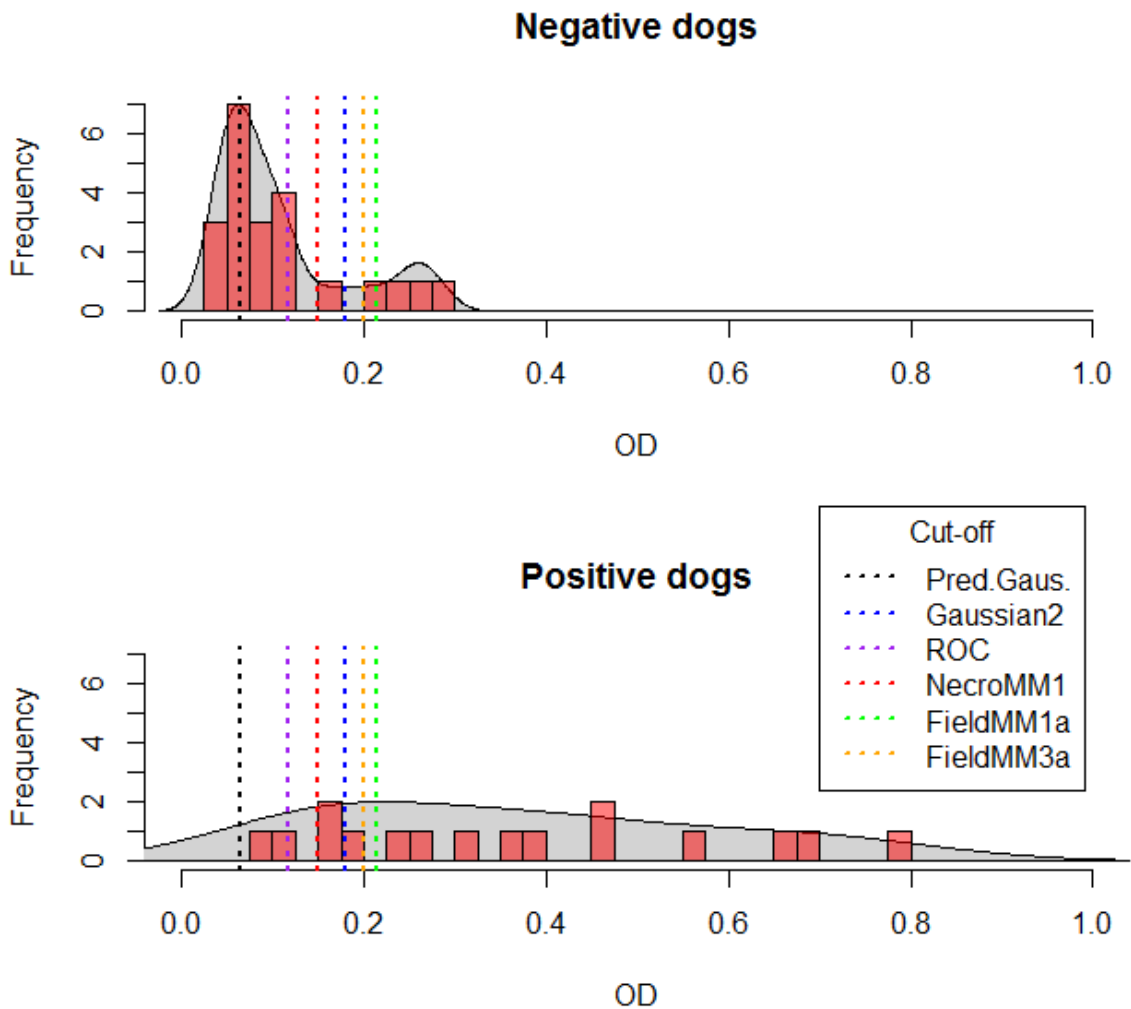 Negative dogs
Frequency
6
4
2
0
0.0 0.2 0.4 0.6 0.8 1.0
OD
Positive dogs
Cut-off
Pred.Gaus.
Gaussian2
ROC
NecroMM1
FieldMM1a
FieldMM3a
Frequency
6
4
2
0
0.0 0.2 0.4 0.6 0.8 1.0
OD